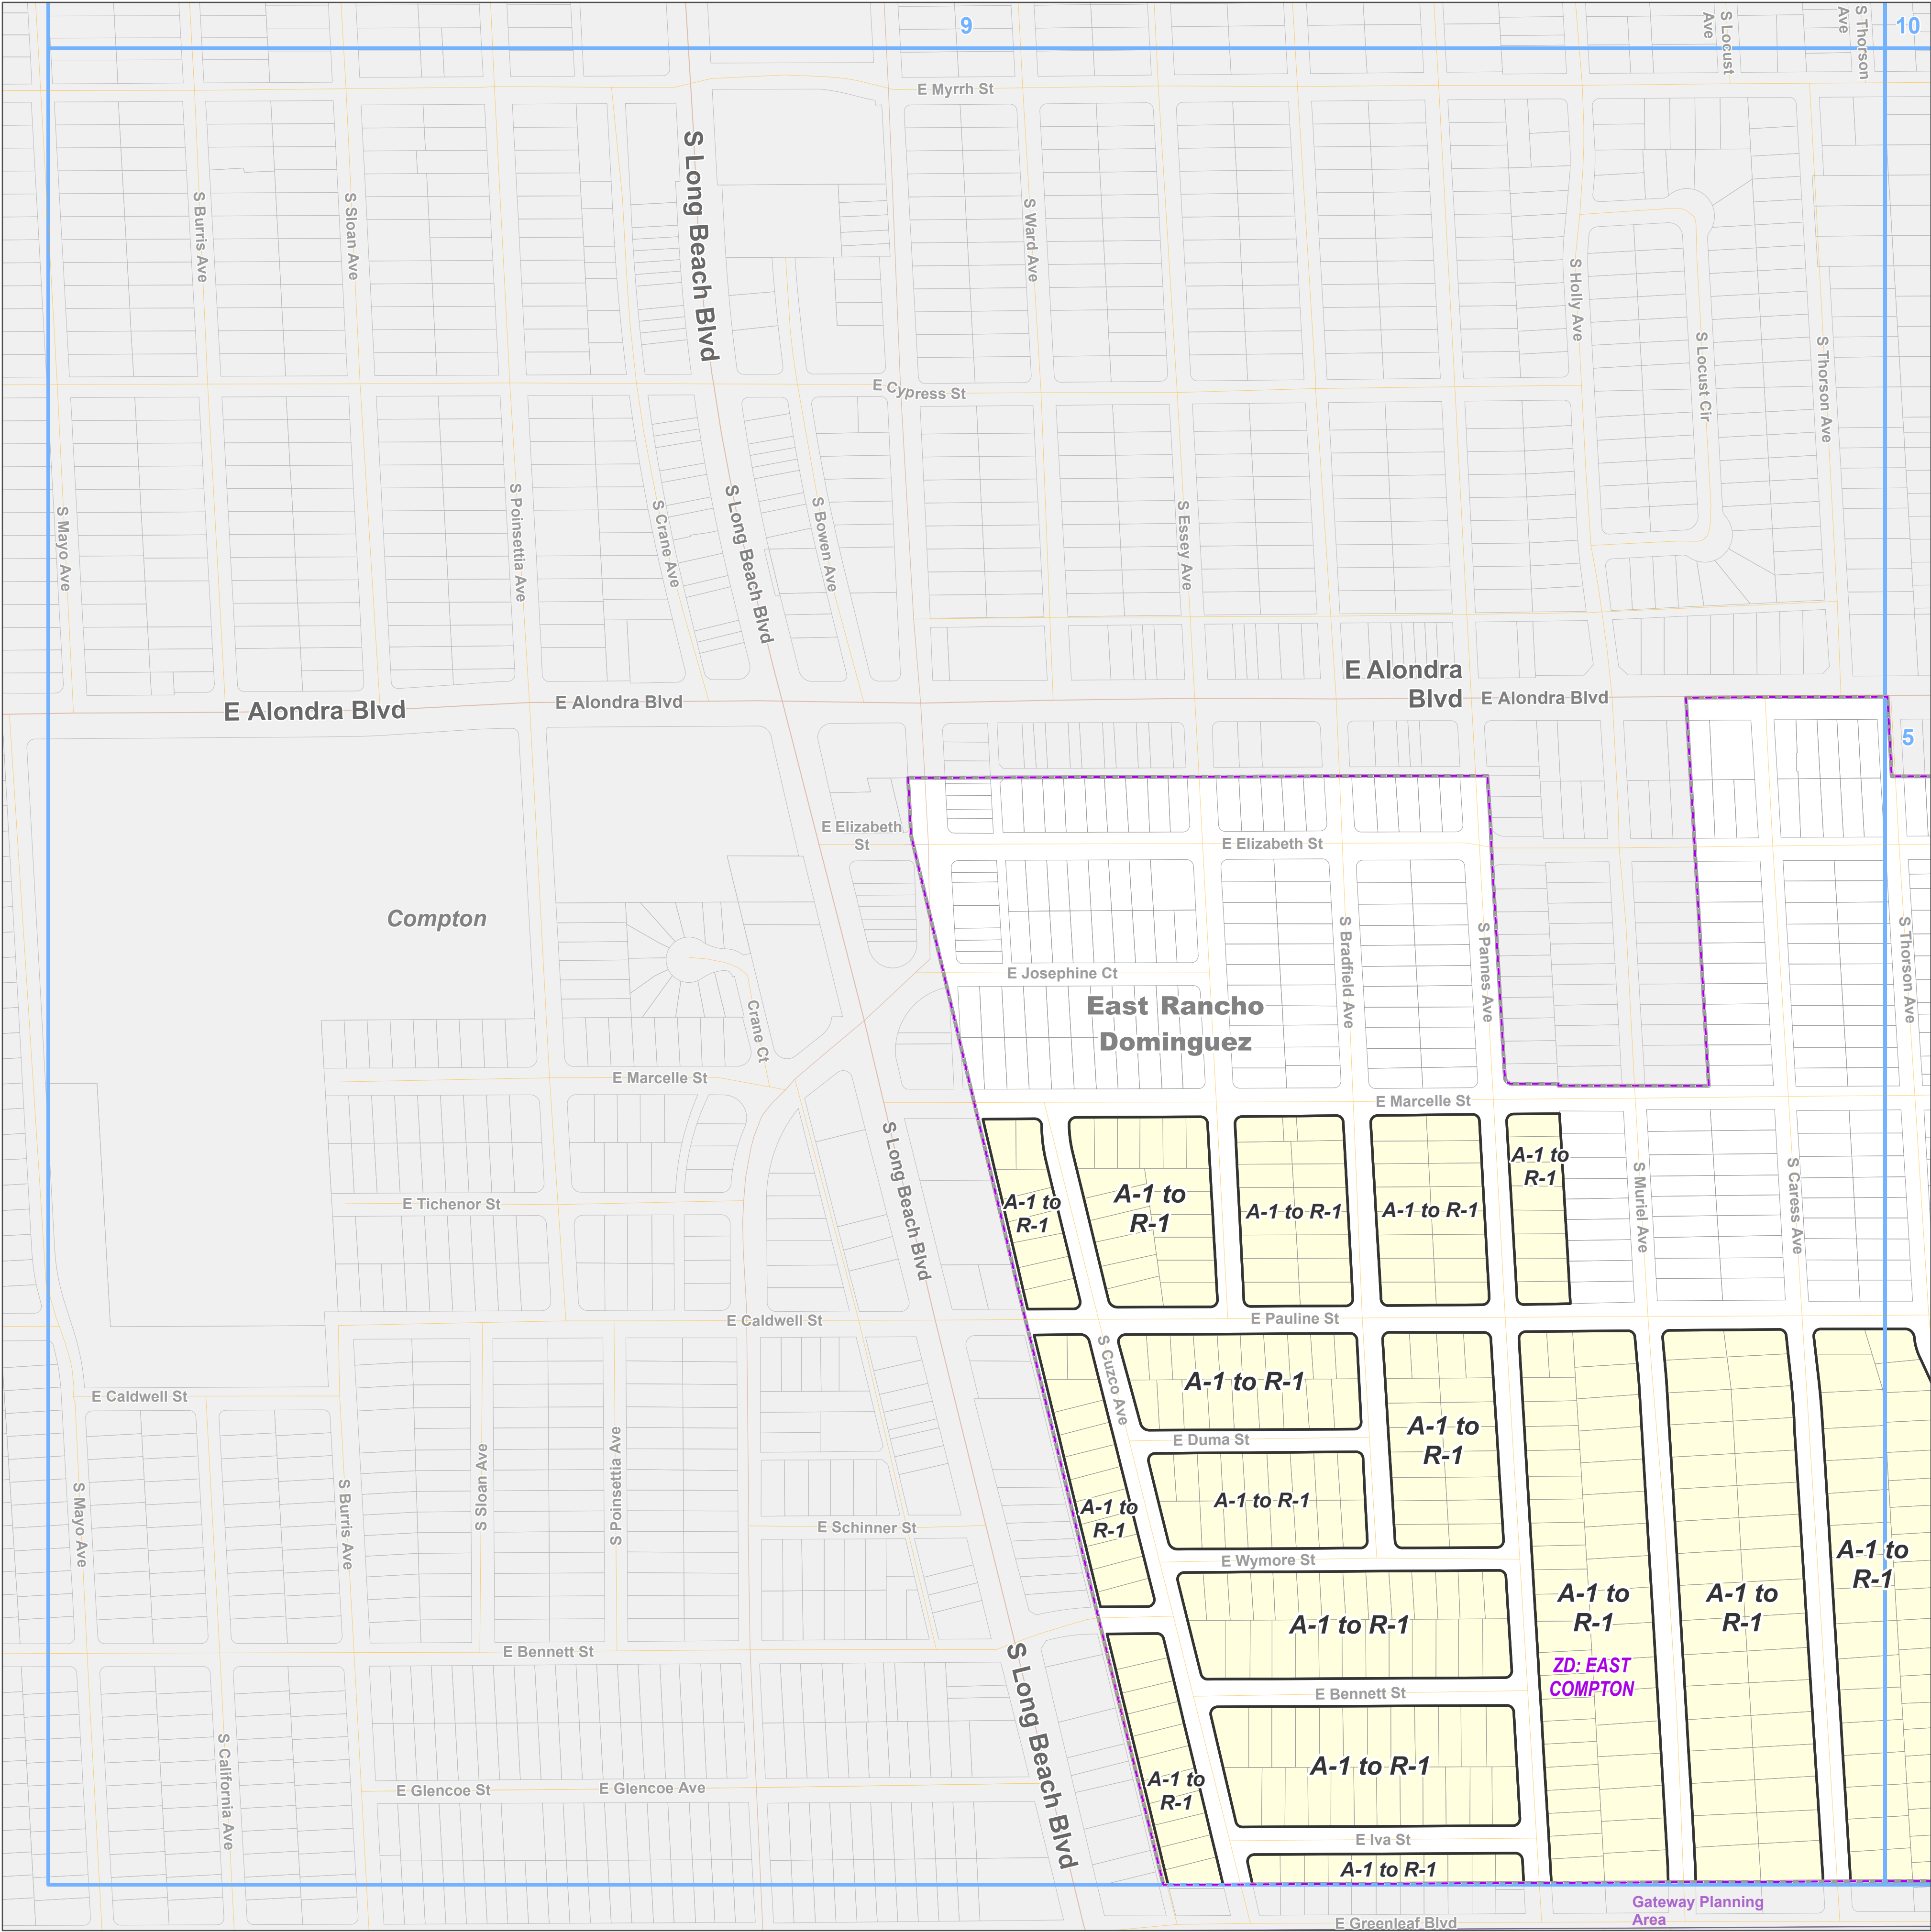 9
10
S Locust
Ave
S Thorson
Ave
E Myrrh St
S Long Beach Blvd
S Burris Ave
S Sloan Ave
S Ward Ave
S Holly Ave
S Locust Cir
S Thorson Ave
E Cypress St
S Mayo Ave
S Poinsettia Ave
S Crane Ave
S Long Beach Blvd
S Bowen Ave
S Essey Ave
E Alondra
Blvd
E Alondra Blvd
E Alondra Blvd
E Alondra Blvd
5
E Elizabeth
St
E Elizabeth St
Compton
S Bradfield Ave
S Pannes Ave
S Thorson Ave
E Josephine Ct
East Rancho
Dominguez
Crane Ct
E Marcelle St
E Marcelle St
S Long Beach Blvd
A-1 to
R-1
A-1 to
R-1
A-1 to R-1
A-1 to R-1
A-1 to
R-1
S Muriel Ave
S Caress Ave
E Tichenor St
E Caldwell St
E Pauline St
S Cuzco Ave
E Caldwell St
A-1 to R-1
A-1 to
R-1
E Duma St
S Mayo Ave
S Burris Ave
S Sloan Ave
S Poinsettia Ave
A-1 to R-1
A-1 to
R-1
E Schinner St
E Wymore St
A-1 to
R-1
A-1 to
R-1
A-1 to
R-1
A-1 to R-1
E Bennett St
S Long Beach Blvd
ZD: EAST
COMPTON
E Bennett St
S California Ave
E Glencoe St
E Glencoe Ave
A-1 to R-1
A-1 to
R-1
E Iva St
A-1 to R-1
Gateway Planning
Area
E Greenleaf Blvd